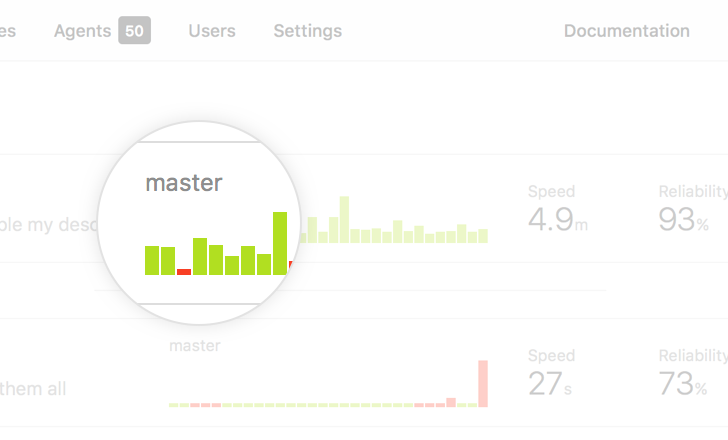 es Agents 50 Users Settings Documentation
master
Speed Reliability
ple my desc 4.9m 93%
master
Speed Reliability
them all 27s 73%